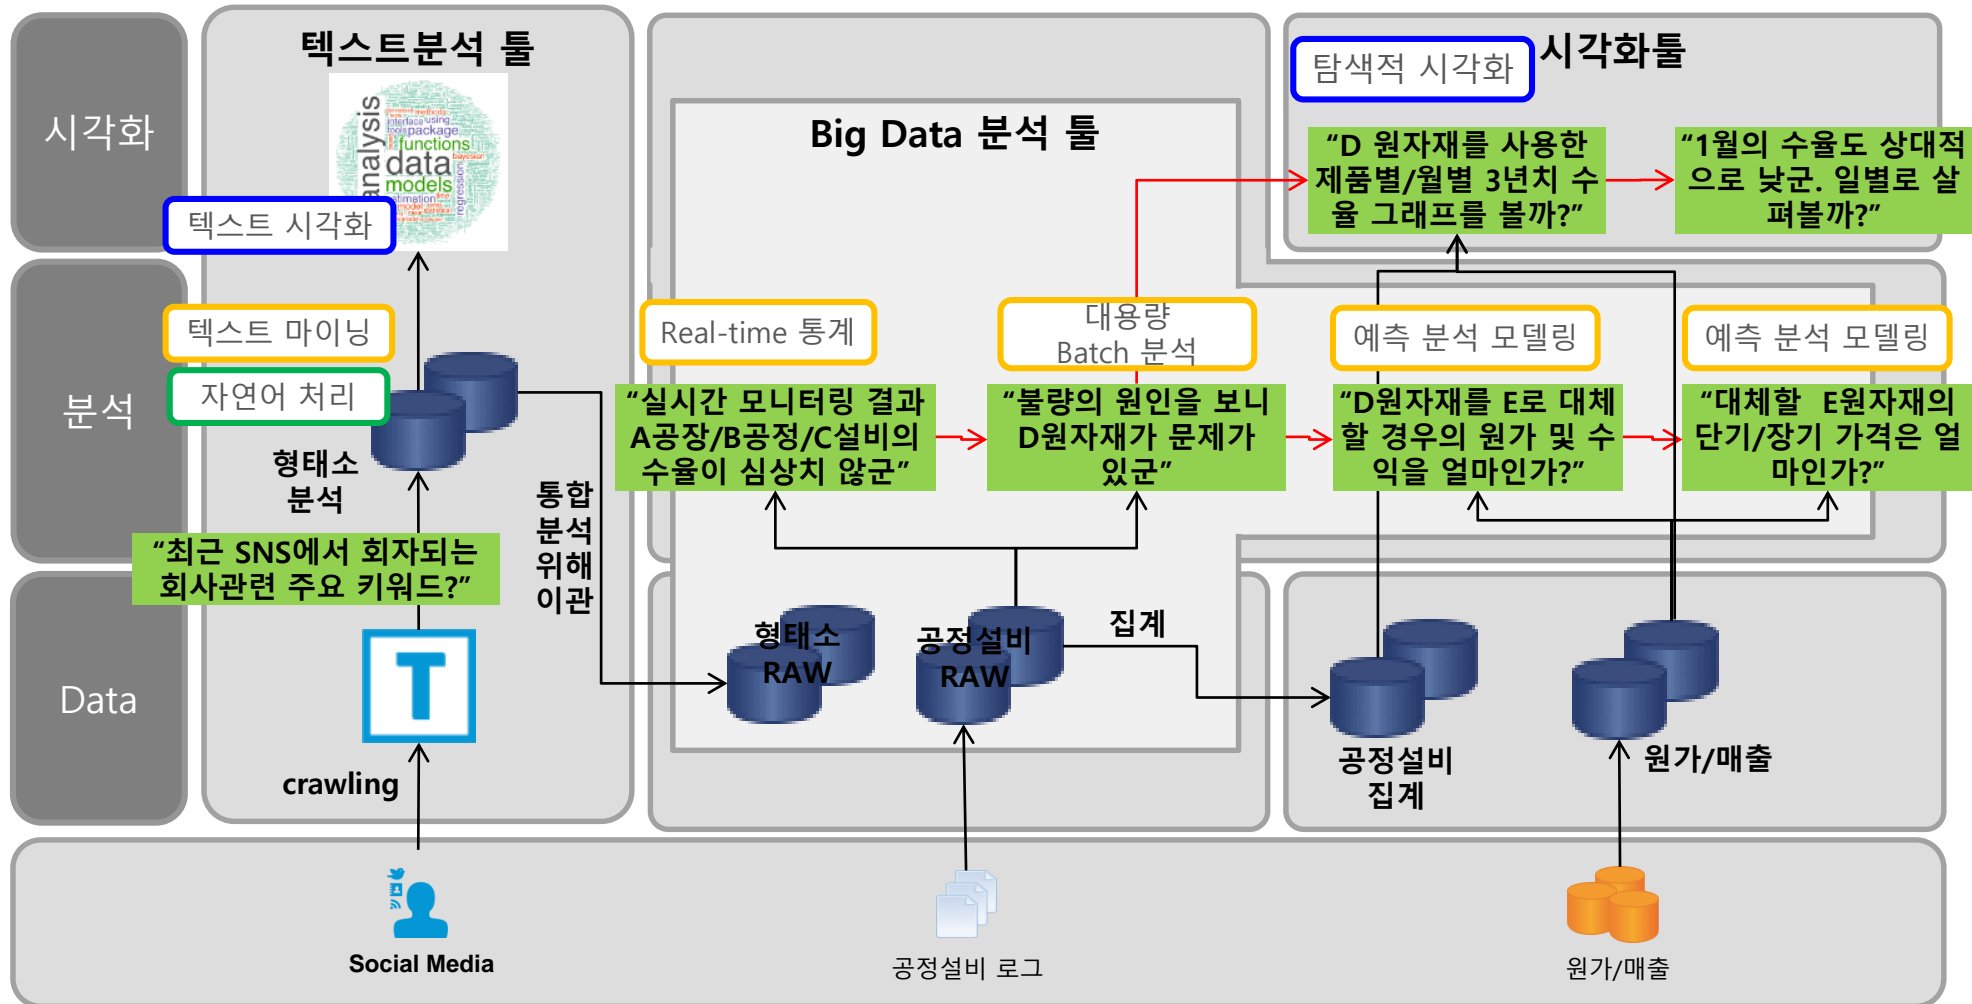 시각화
분석
Data
텍스트분석 툴
analysis
interface using
tools package
functions
data
bayesian
models
estimation
model
regression
텍스트 시각화
텍스트 마이닝
자연어 처리
형태소
분석
“최근 SNS에서 회자되는
회사관련 주요 키워드?”
통합
분석
위해
이관
T
crawling
Social Media
Big Data 분석 툴
Real-time 통계
“실시간 모니터링 결과
A공장/B공정/C설비의
수율이 심상치 않군”
대용량
Batch 분석
“불량의 원인을 보니
D원자재가 문제가
있군”
형태소
RAW
공정설비
RAW
집계
공정설비 로그
시각화툴
탐색적 시각화
“D 원자재를 사용한
제품별/월별 3년치 수
율 그래프를 볼까?”
“1월의 수율도 상대적
으로 낮군. 일별로 살
펴볼까?”
예측 분석 모델링
“D원자재를 E로 대체
할 경우의 원가 및 수
익을 얼마인가?”
예측 분석 모델링
“대체할 E원자재의
단기/장기 가격은 얼
마인가?”
공정설비
집계
원가/매출
원가/매출